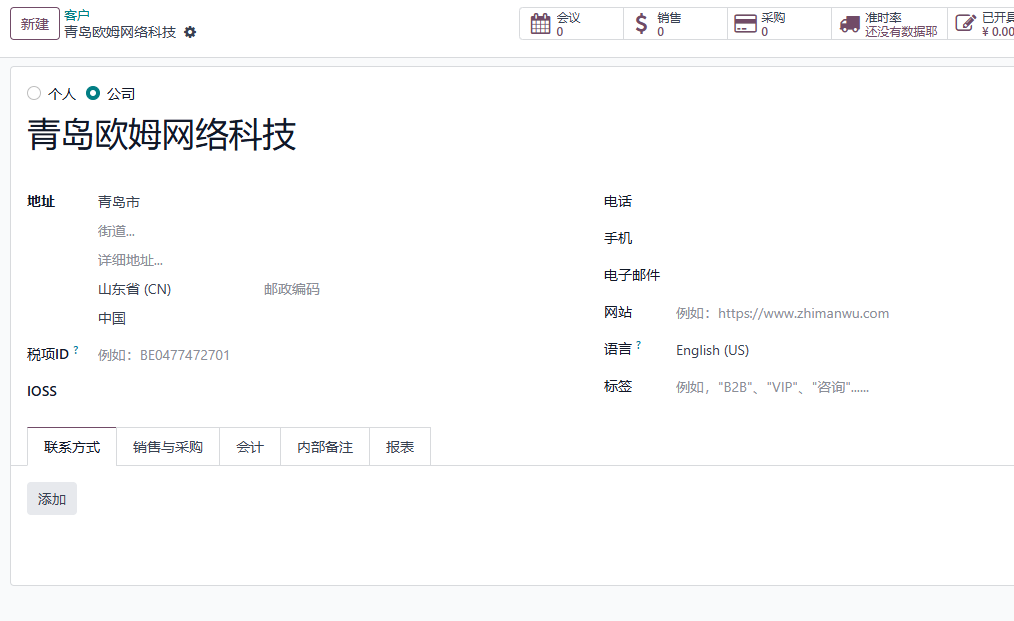 新建
客户
青岛欧姆网络科技
会议
0
销售
0
采购
0
准时率
还没有数据耶
已开具
¥ 0.00
个人 公司
青岛欧姆网络科技
地址 青岛市
街道...
详细地址...
山东省 (CN) 邮政编码
中国
税项ID ? 例如：BE0477472701
IOSS
电话
手机
电子邮件
网站 例如：https://www.zhimanwu.com
语言 ? English (US)
标签 例如，"B2B"、"VIP"、"咨询"......
联系方式 销售与采购 会计 内部备注 报表
添加